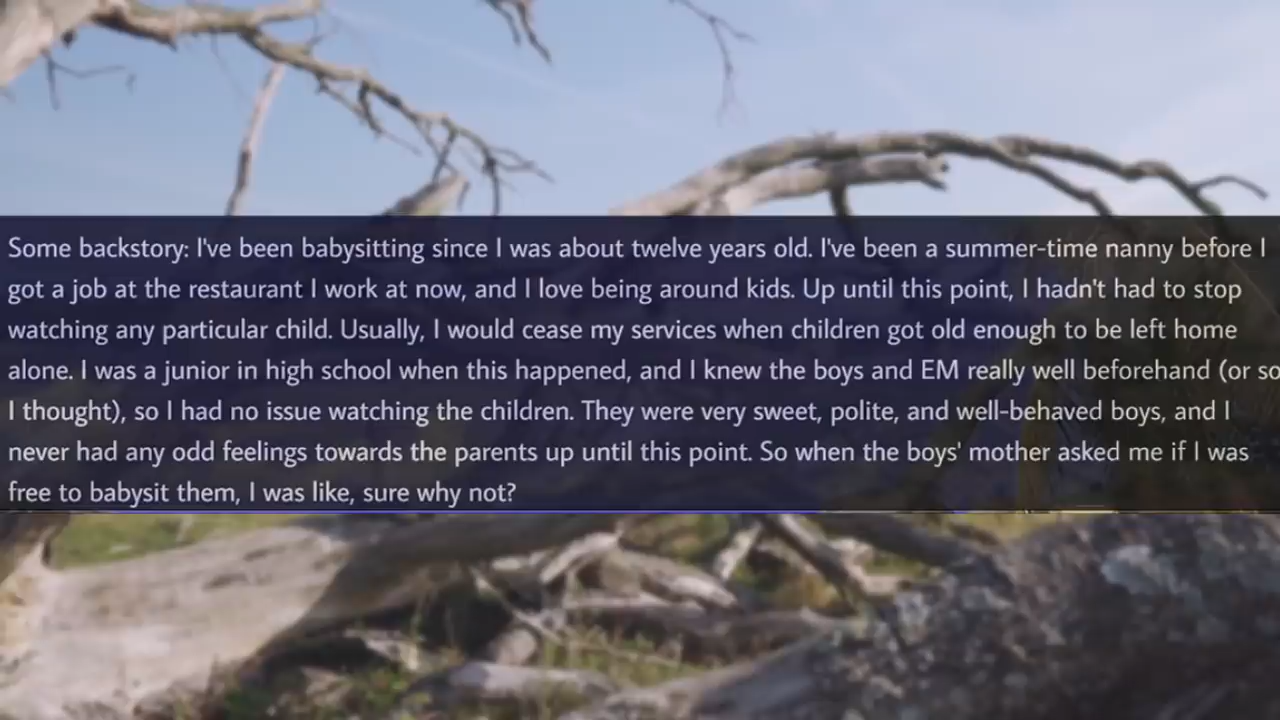 Some backstory: I've been babysitting since I was about twelve years old. I've been a summer-time nanny before I
got a job at the restaurant I work at now, and I love being around kids. Up until this point, I hadn't had to stop
watching any particular child. Usually, I would cease my services when children got old enough to be left home
alone. I was a junior in high school when this happened, and I knew the boys and EM really well beforehand (or so
I thought), so I had no issue watching the children. They were very sweet, polite, and well-behaved boys, and I
never had any odd feelings towards the parents up until this point. So when the boys' mother asked me if I was
free to babysit them, I was like, sure why not?